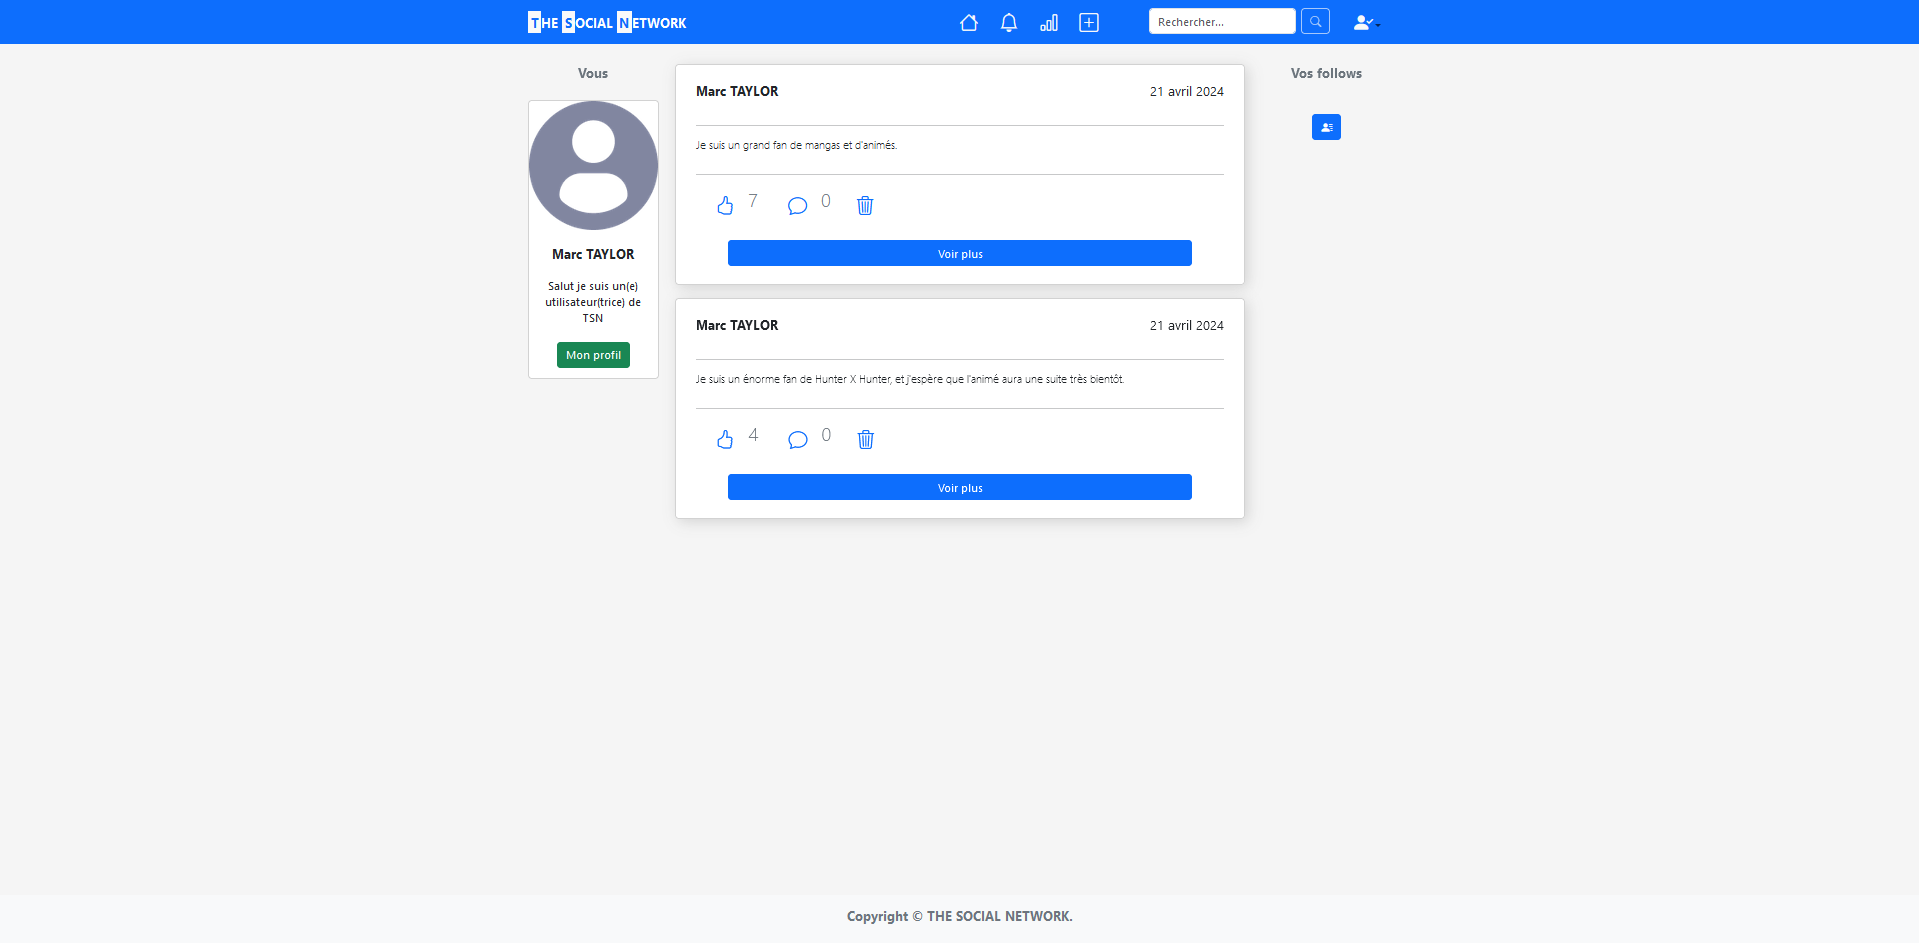 THE SOCIAL NETWORK
Rechercher...
Vous
Marc TAYLOR
Salut je suis un(e)
utilisateur(trice) de
TSN
Mon profil
Marc TAYLOR 21 avril 2024
Je suis un grand fan de mangas et d'animés.
7 0
Voir plus
Marc TAYLOR 21 avril 2024
Je suis un énorme fan de Hunter X Hunter, et j'espère que l'animé aura une suite très bientôt.
4 0
Voir plus
Vos follows
Copyright © THE SOCIAL NETWORK.